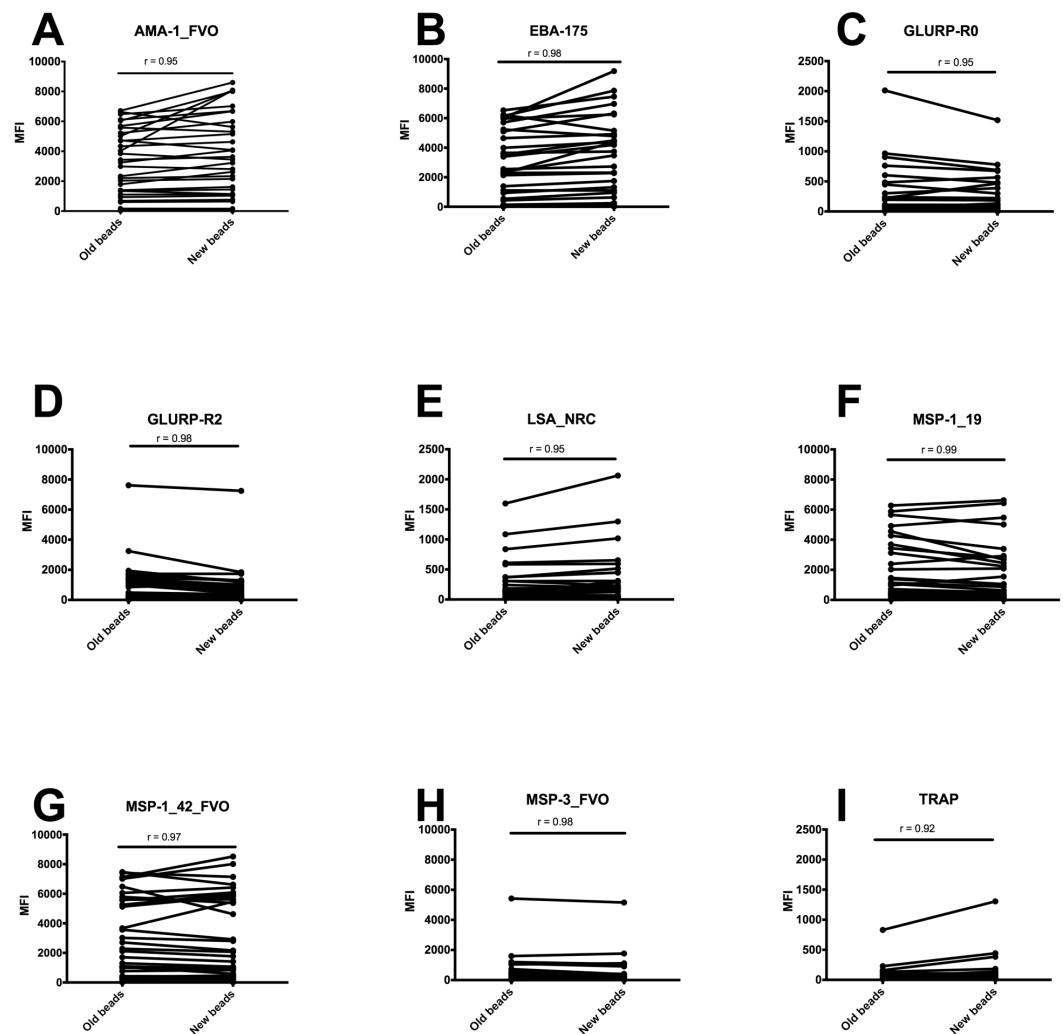 A
AMA-1_FVO
r = 0.95
MFI
10000
8000
6000
4000
2000
0
Old beads
New beads
B
EBA-175
r = 0.98
MFI
10000
8000
6000
4000
2000
0
Old beads
New beads
C
GLURP-R0
r = 0.95
MFI
2500
2000
1500
1000
500
0
Old beads
New beads
D
GLURP-R2
r = 0.98
MFI
10000
8000
6000
4000
2000
0
Old beads
New beads
E
LSA_NRC
r = 0.95
MFI
2500
2000
1500
1000
500
0
Old beads
New beads
F
MSP-1_19
r = 0.99
MFI
10000
8000
6000
4000
2000
0
Old beads
New beads
G
MSP-1_42_FVO
r = 0.97
MFI
10000
8000
6000
4000
2000
0
Old beads
New beads
H
MSP-3_FVO
r = 0.98
MFI
10000
8000
6000
4000
2000
0
Old beads
New beads
I
TRAP
r = 0.92
MFI
2500
2000
1500
1000
500
0
Old beads
New beads